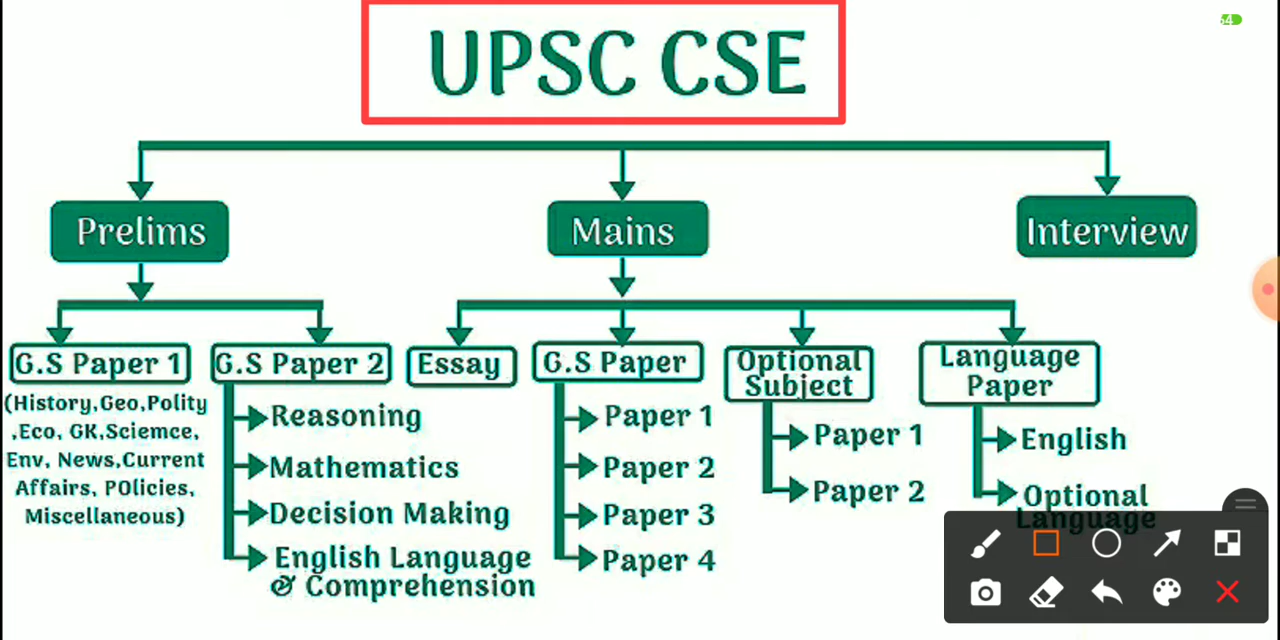 UPSC CSE
Prelims
Mains
Interview
G.S Paper 1
(History,Geo,Polity
,Eco, GK,Sciemce,
Env, News,Current
Affairs, POlicies,
Miscellaneous)
G.S Paper 2
Reasoning
Mathematics
Decision Making
English Language
& Comprehension
Essay
G.S Paper
Paper 1
Paper 2
Paper 3
Paper 4
Optional
Subject
Paper 1
Paper 2
Language
Paper
English
Optional
Language
54